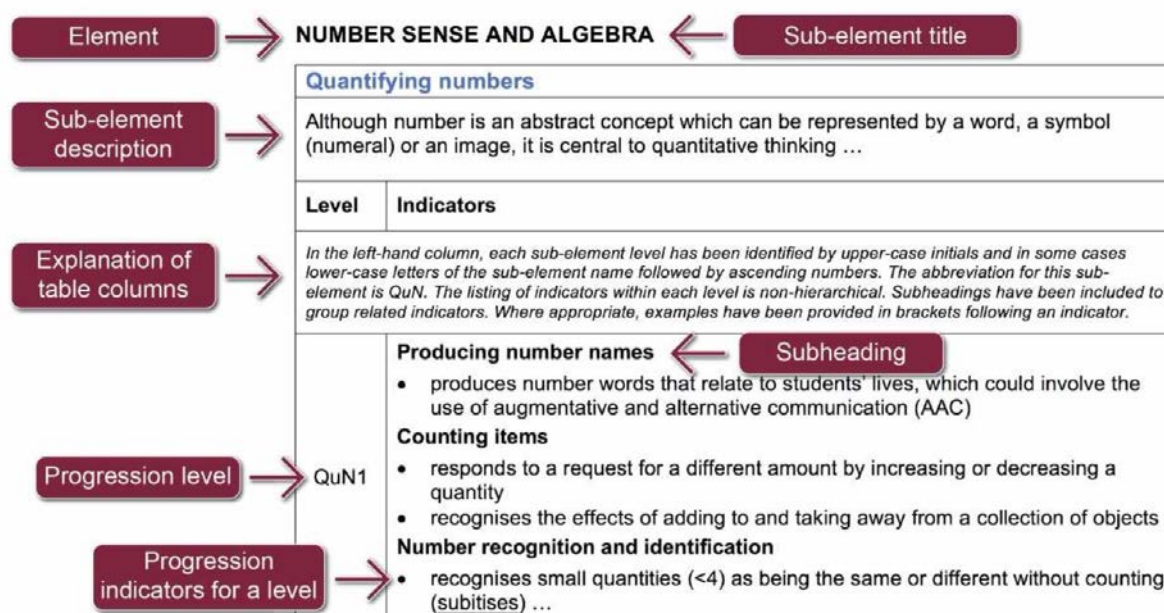 Element
NUMBER SENSE AND ALGEBRA
Sub-element title
Quantifying numbers
Sub-element
description
Although number is an abstract concept which can be represented by a word, a symbol
(numeral) or an image, it is central to quantitative thinking ...
Level
Indicators
Explanation of
table columns
In the left-hand column, each sub-element level has been identified by upper-case initials and in some cases
lower-case letters of the sub-element name followed by ascending numbers. The abbreviation for this sub-
element is QuN. The listing of indicators within each level is non-hierarchical. Subheadings have been included to
group related indicators. Where appropriate, examples have been provided in brackets following an indicator.
Producing number names
Subheading
• produces number words that relate to students' lives, which could involve the
use of augmentative and alternative communication (AAC)
Counting items
Progression level
QuN1
• responds to a request for a different amount by increasing or decreasing a
quantity
• recognises the effects of adding to and taking away from a collection of objects
Number recognition and identification
Progression
indicators for a level
• recognises small quantities (<4) as being the same or different without counting
(subitises) ...